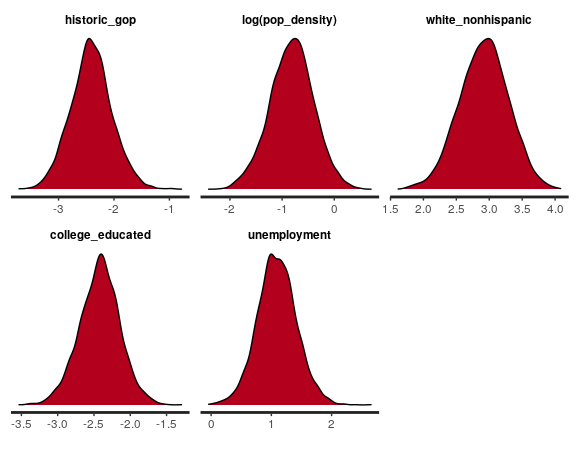 historic_gop log(pop_density) white_nonhispanic
-3 -2 -1 -2 -1 0 1.5 2.0 2.5 3.0 3.5 4.0
college_educated unemployment
-3.5 -3.0 -2.5 -2.0 -1.5 0 1 2